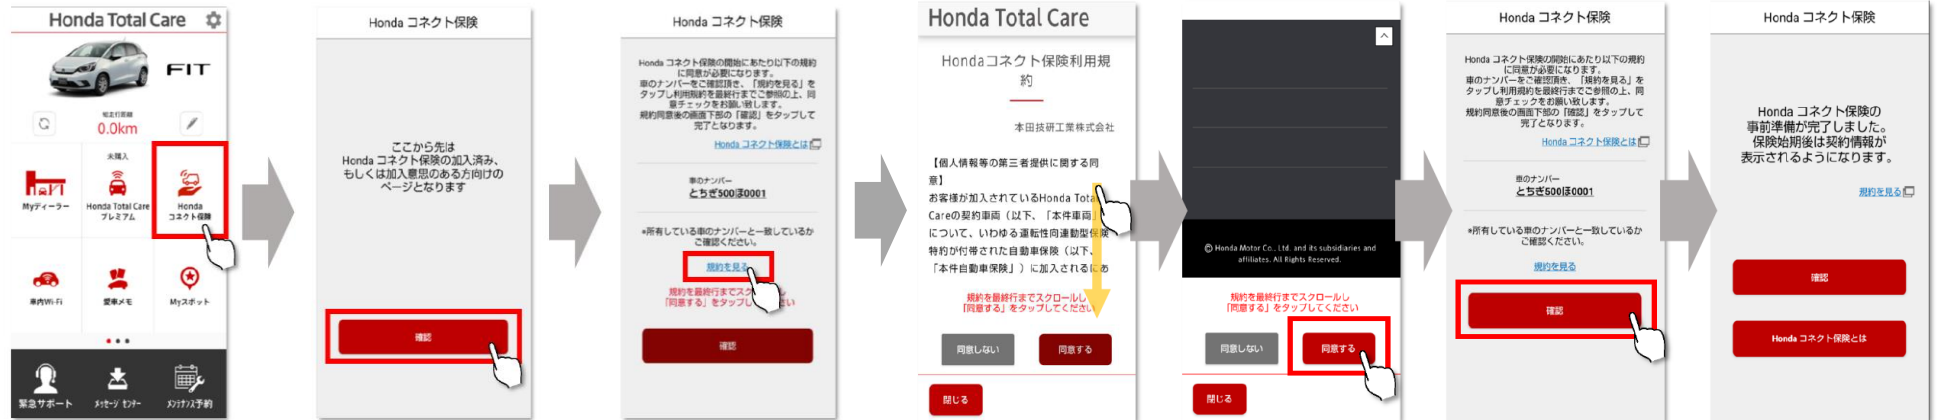 Honda Total Care
FIT
総走行距離
0.0km
未購入
Myディーラー
Honda Total Care
プレミアム
Honda
コネクト保険
車内Wi-Fi
愛車メモ
Myスポット
緊急サポート
メッセージ センター
メンテナンス予約
Honda コネクト保険
ここから先は
Honda コネクト保険の加入済み、
もしくは加入意思のある方向けの
ページとなります
確認
Honda コネクト保険
Honda コネクト保険の開始にあたり以下の規約
に同意が必要になります。
車のナンバーをご確認頂き、「規約を見る」を
タップし利用規約を最終行までご参照の上、同
意チェックをお願い致します。
規約同意後の画面下部の「確認」をタップして
完了となります。
Honda コネクト保険とは
車のナンバー
とちぎ500ほ0001
*所有している車のナンバーと一致しているか
ご確認ください。
規約を見る
規約を最終行までスクロールし
「同意する」をタップしてください
確認
Honda Total Care
Hondaコネクト保険利用規
約
本田技研工業株式会社
【個人情報等の第三者提供に関する同
意】
お客様が加入されているHonda Total
Careの契約車両（以下、「本件車両」）
について、いわゆる運転性向連動型保険
特約が付帯された自動車保険（以下、
「本件自動車保険」）に加入されるにあ
規約を最終行までスクロールし
「同意する」をタップしてください
同意しない
同意する
閉じる
© Honda Motor Co., Ltd. and its subsidiaries and
affiliates. All Rights Reserved.
規約を最終行までスクロールし
「同意する」をタップしてください
同意しない
同意する
閉じる
Honda コネクト保険
Honda コネクト保険の開始にあたり以下の規約
に同意が必要になります。
車のナンバーをご確認頂き、「規約を見る」を
タップし利用規約を最終行までご参照の上、同
意チェックをお願い致します。
規約同意後の画面下部の「確認」をタップして
完了となります。
Honda コネクト保険とは
車のナンバー
とちぎ500ほ0001
*所有している車のナンバーと一致しているか
ご確認ください。
規約を見る
確認
Honda コネクト保険
Honda コネクト保険の
事前準備が完了しました。
保険始期後は契約情報が
表示されるようになります。
規約を見る
確認
Honda コネクト保険とは